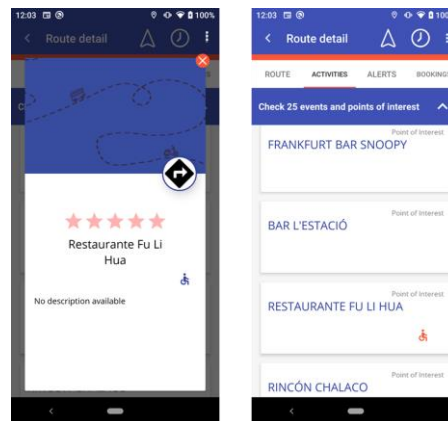 12:03
100%
Route detail
S
C
Restaurante Fu Li
Hua
No description available
12:03
100
Route detail
ROUTE ACTIVITIES ALERTS BOOKINGS
Check 25 events and points of interest
Point of Interest
FRANKFURT BAR SNOOPY
Point of Interest
BAR L'ESTACIÓ
Point of Interest
RESTAURANTE FU LI HUA
Point of Interest
RINCÓN CHALACO